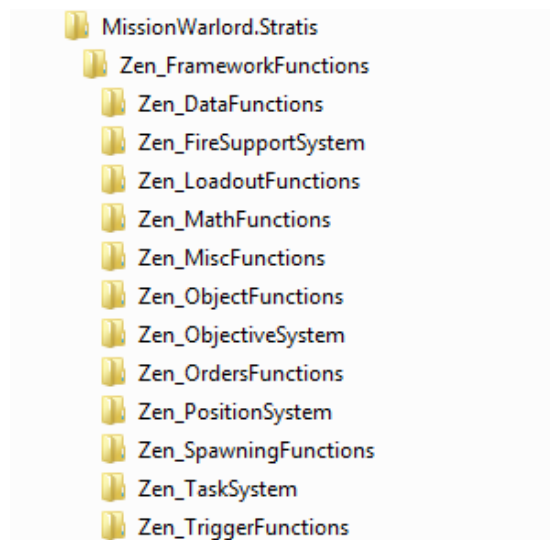 MissionWarlord.Stratis
Zen_FrameworkFunctions
Zen_DataFunctions
Zen_FireSupportSystem
Zen_LoadoutFunctions
Zen_MathFunctions
Zen_MiscFunctions
Zen_ObjectFunctions
Zen_ObjectiveSystem
Zen_OrdersFunctions
Zen_PositionSystem
Zen_SpawningFunctions
Zen_TaskSystem
Zen_TriggerFunctions